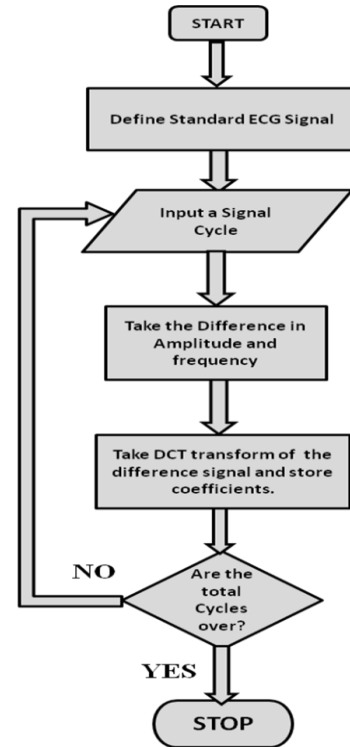 START
Define Standard ECG Signal
Input a Signal
Cycle
Take the Difference in
Amplitude and
frequency
Take DCT transform of the
difference signal and store
coefficients.
Are the
total
Cycles
over?
NO
YES
STOP